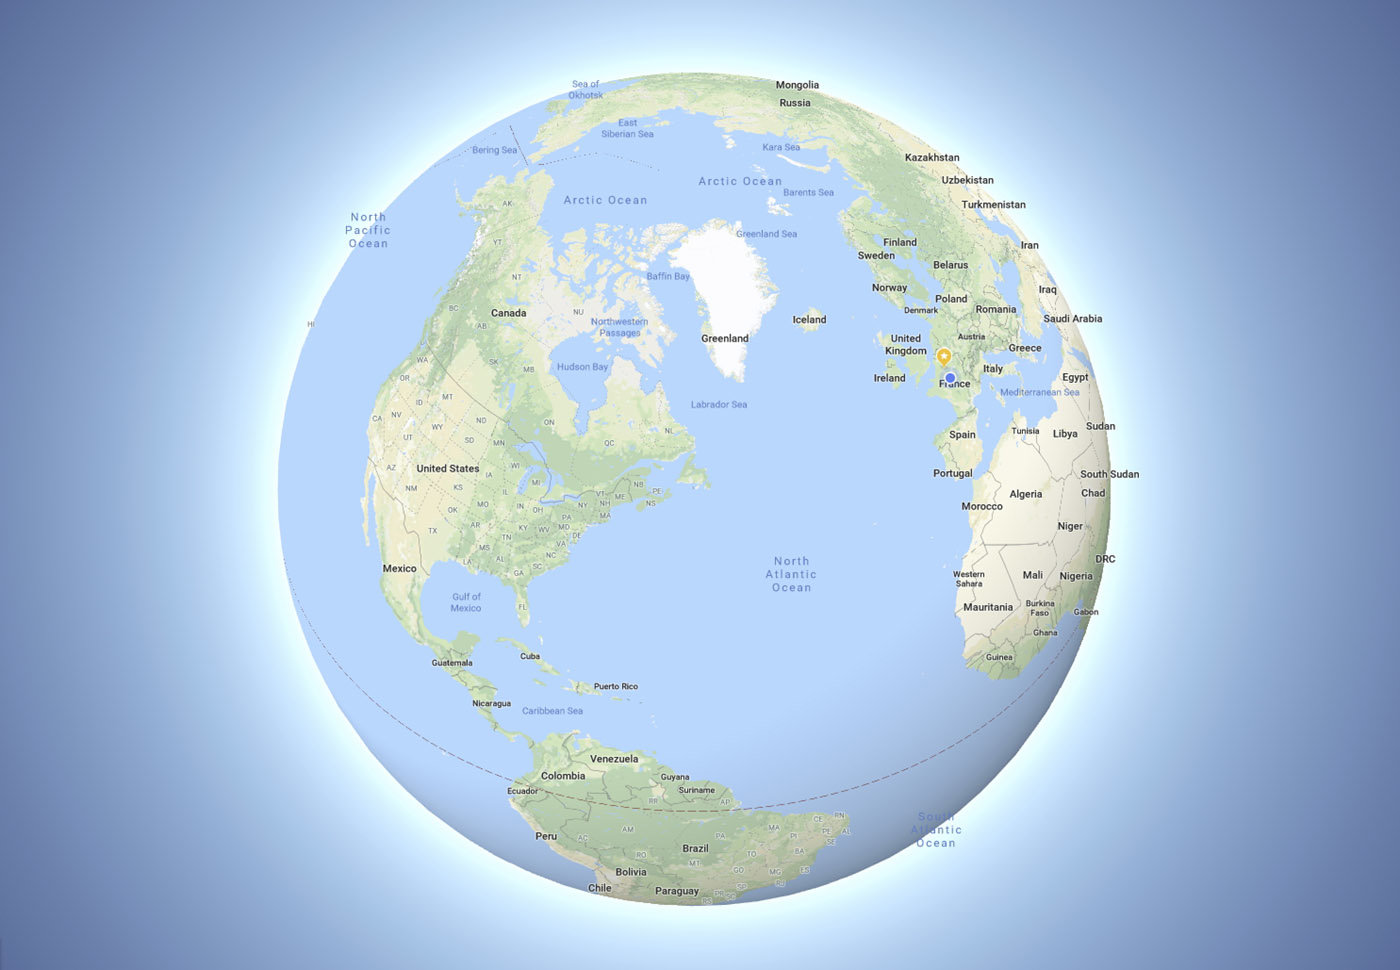 Sea of
Okhotsk
Mongolia
Russia
East
Siberian Sea
Bering Sea
Kara Sea
Kazakhstan
Uzbekistan
Turkmenistan
Arctic Ocean
Arctic Ocean
Barents Sea
AK
North
Pacific
Ocean
Greenland Sea
YT
Finland
Sweden
Iran
Belarus
NT
Baffin Bay
Norway
Iraq
Poland
BC
Canada
NU
Denmark
Romania
Saudi Arabia
Northwestern
Passages
Iceland
HI
AB
Greenland
United
Kingdom
Austria
Greece
WA
SK
MB
Hudson Bay
Ireland
Italy
France
Egypt
OR
ID
MT
Labrador Sea
Mediterranean Sea
CA
NV
WY
ND
ON
NL
UT
SD
MN
QC
Spain
Tunisia
Libya
Sudan
AZ
United States
IA
WI
MI
Portugal
South Sudan
NM
KS
IL
NB
PE
VT
ME
NS
Algeria
Chad
OK
MO
IN
OH
NY
NH
PA
MA
Morocco
TX
AR
KY
WV
MD
TN
DE
VA
Niger
MS
AL
NC
SC
LA
GA
Mexico
North
Atlantic
Ocean
DRC
Western
Sahara
Mali
Nigeria
Gulf of
Mexico
FL
Mauritania
Burkina
Faso
Gabon
Ghana
Guatemala
Cuba
Guinea
Puerto Rico
Nicaragua
Caribbean Sea
Venezuela
Colombia
Guyana
Suriname
Ecuador
RR
AP
South
Atlantic
Ocean
Peru
AC
AM
PA
MA
CE
RN
PI
PE
AL
SE
Brazil
RO
MT
TO
BA
Bolivia
GO
MG
ES
Chile
Paraguay
SP
RJ
PR
SC
RS